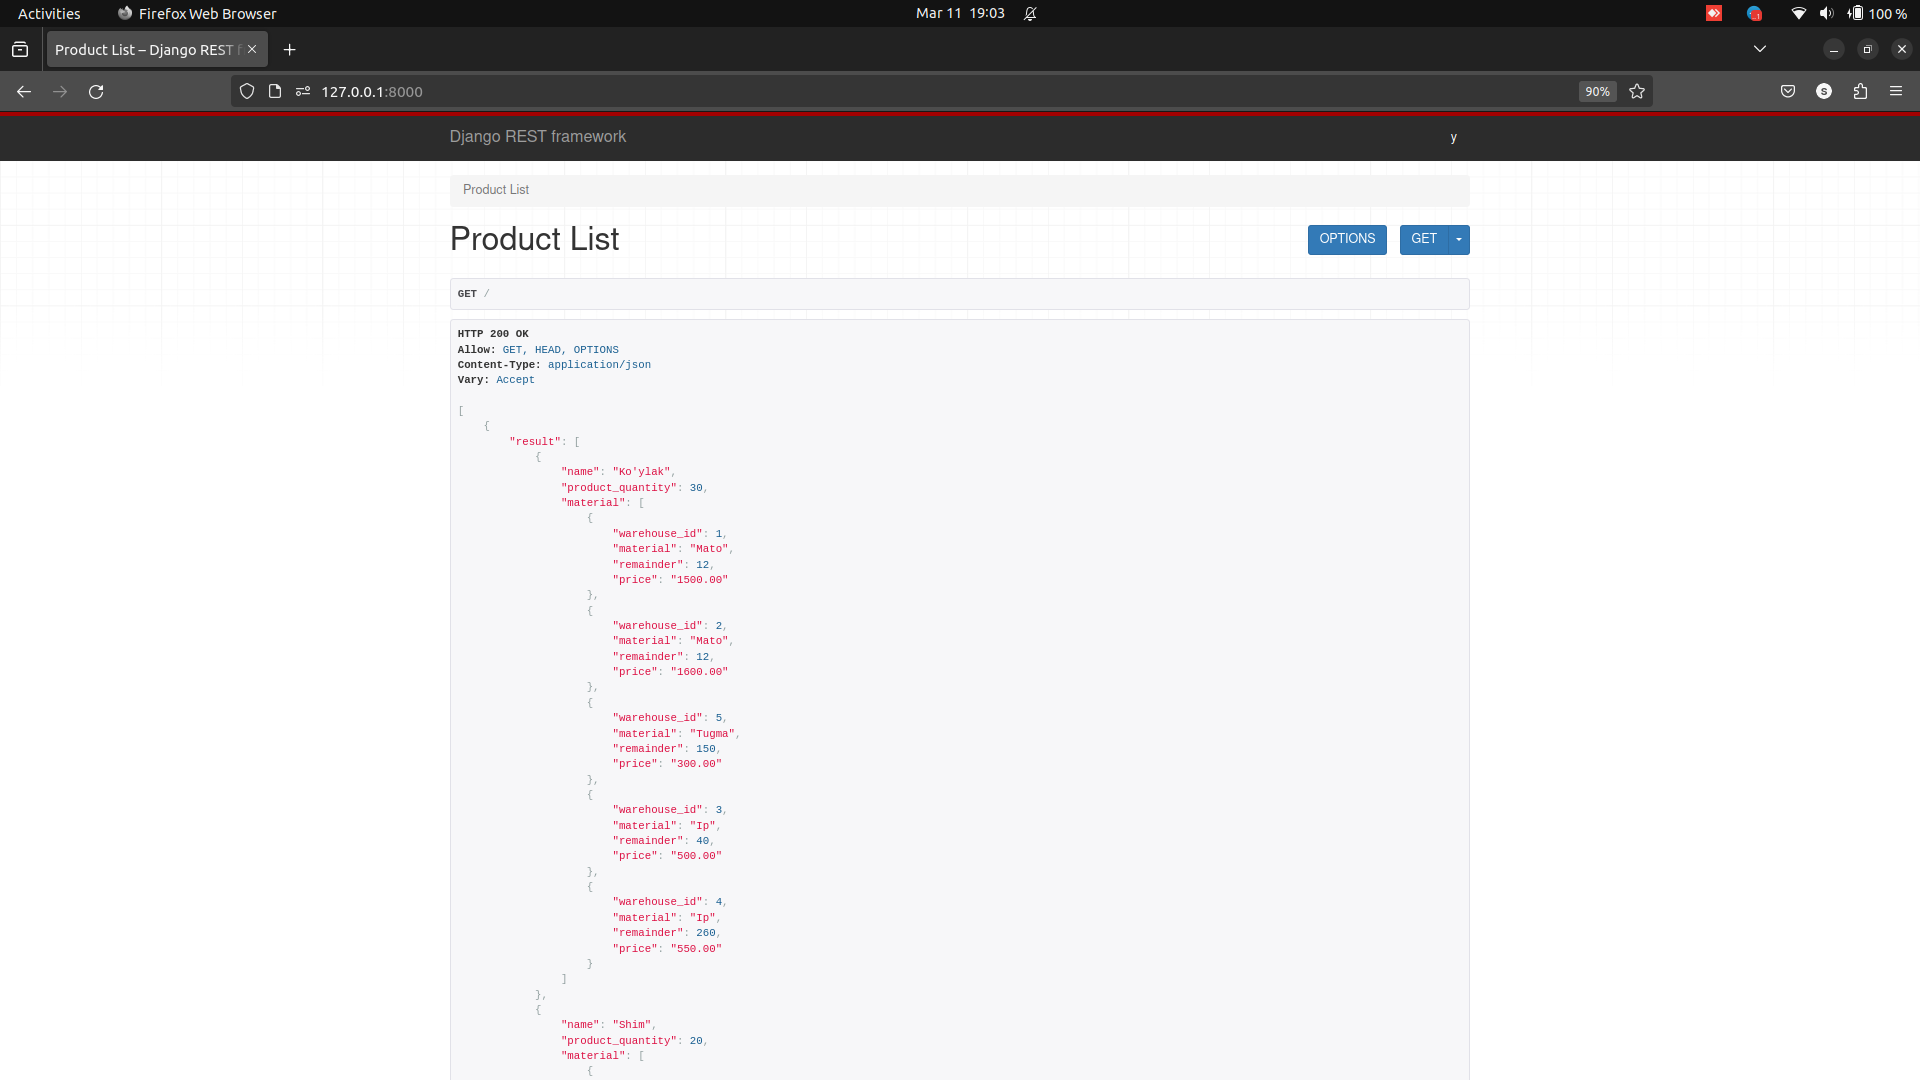 Activities
Firefox Web Browser
Mar 11 19:03
100 %
Product List – Django REST f
127.0.0.1:8000
90%
S
Django REST framework
y
Product List
Product List
OPTIONS
GET
GET /
HTTP 200 OK
Allow: GET, HEAD, OPTIONS
Content-Type: application/json
Vary: Accept
[
{
"result": [
{
"name": "Ko'ylak",
"product_quantity": 30,
"material": [
{
"warehouse_id": 1,
"material": "Mato",
"remainder": 12,
"price": "1500.00"
},
{
"warehouse_id": 2,
"material": "Mato",
"remainder": 12,
"price": "1600.00"
},
{
"warehouse_id": 5,
"material": "Tugma",
"remainder": 150,
"price": "300.00"
},
{
"warehouse_id": 3,
"material": "Ip",
"remainder": 40,
"price": "500.00"
},
{
"warehouse_id": 4,
"material": "Ip",
"remainder": 260,
"price": "550.00"
}
]
},
{
"name": "Shim",
"product_quantity": 20,
"material": [
{